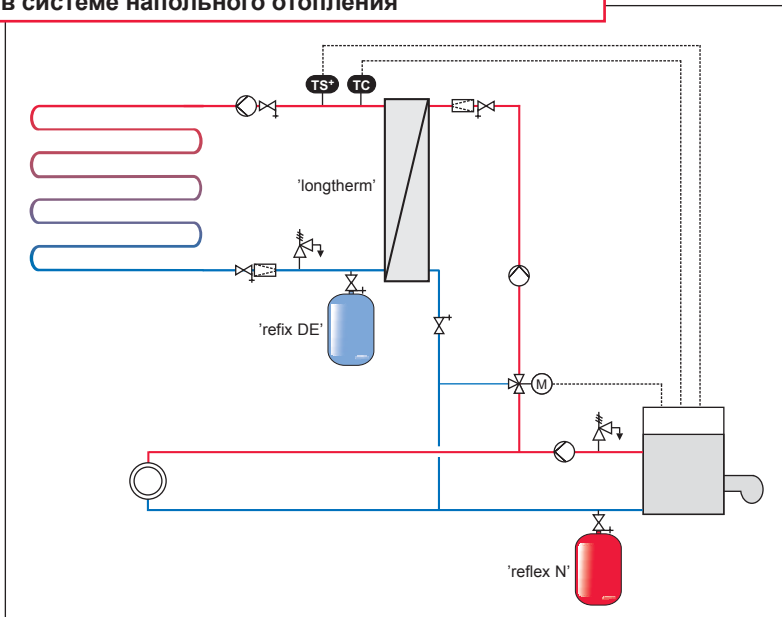 в системе напольного отопления
TS+ TC
'longtherm'
'refix DE'
M
'reflex N'